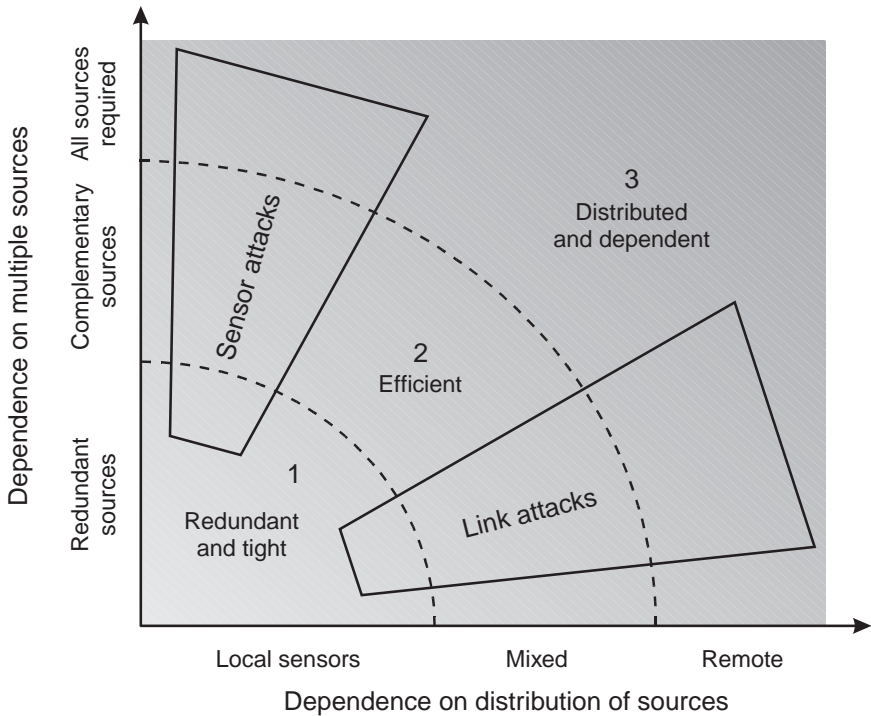 Dependence on multiple sources
All sources
required
Complementary
sources
Redundant
sources
Sensor attacks
3
Distributed
and dependent
2
Efficient
1
Redundant
and tight
Link attacks
Local sensors
Mixed
Remote
Dependence on distribution of sources